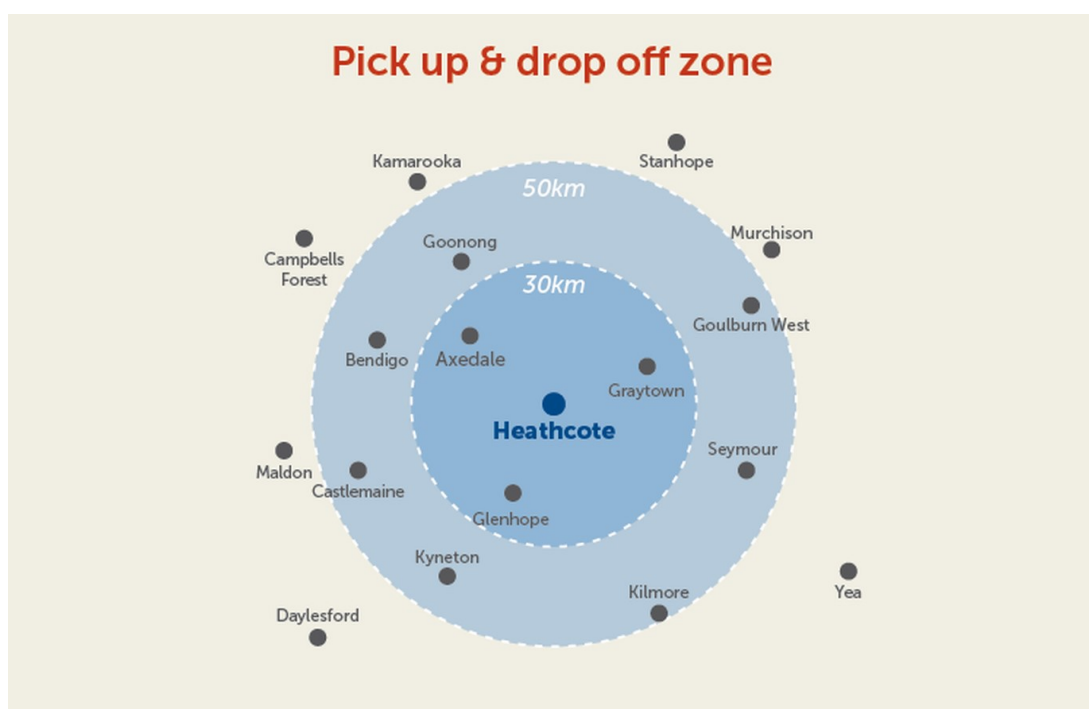 Pick up & drop off zone
Stanhope
Kamarooka
50km
Murchison
Goonong
Campbells
Forest
30km
Goulburn West
Bendigo
Axedale
Graytown
Heathcote
Seymour
Maldon
Castlemaine
Glenhope
Kyneton
Kilmore
Yea
Daylesford